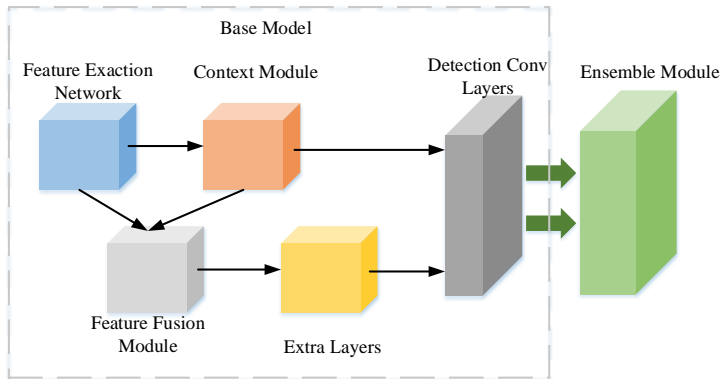 Base Model
Feature Exaction
Network
Context Module
Detection Conv
Layers
Ensemble Module
Feature Fusion
Module
Extra Layers